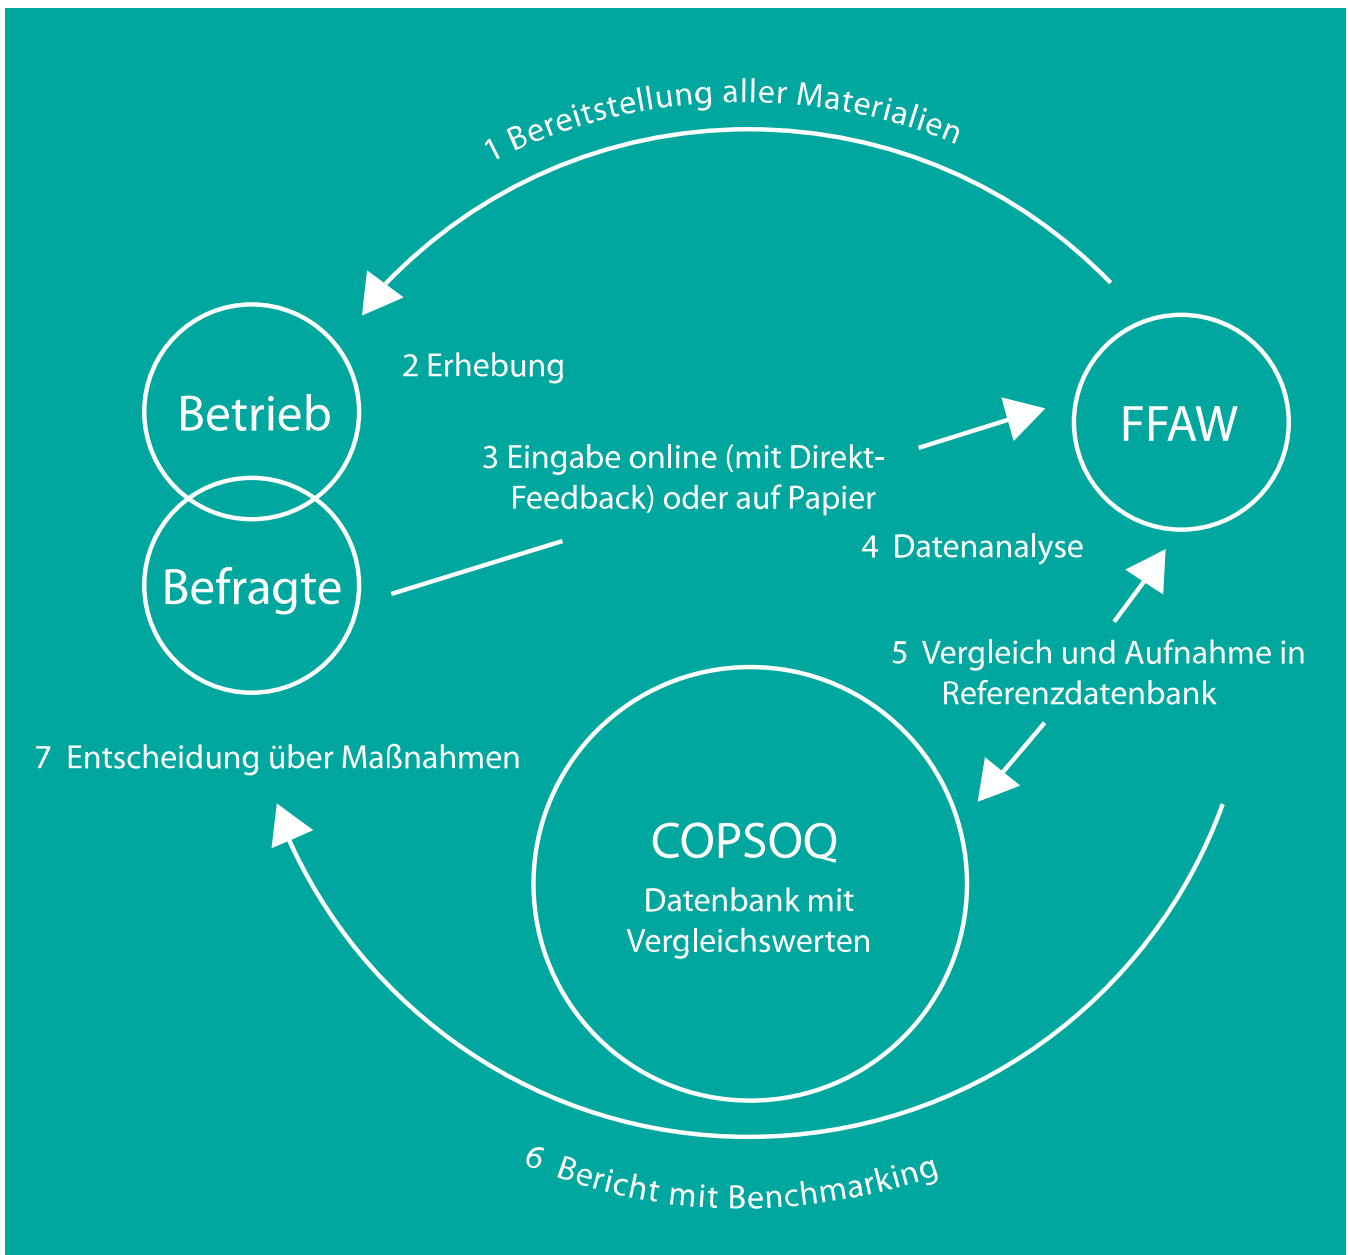 1 Bereitstellung aller Materialien
Betrieb
2 Erhebung
FFAW
3 Eingabe online (mit Direkt-
Feedback) oder auf Papier
4 Datenanalyse
Befragte
5 Vergleich und Aufnahme in
Referenzdatenbank
7 Entscheidung über Maßnahmen
COPSOQ
Datenbank mit
Vergleichswerten
6 Bericht mit Benchmarking